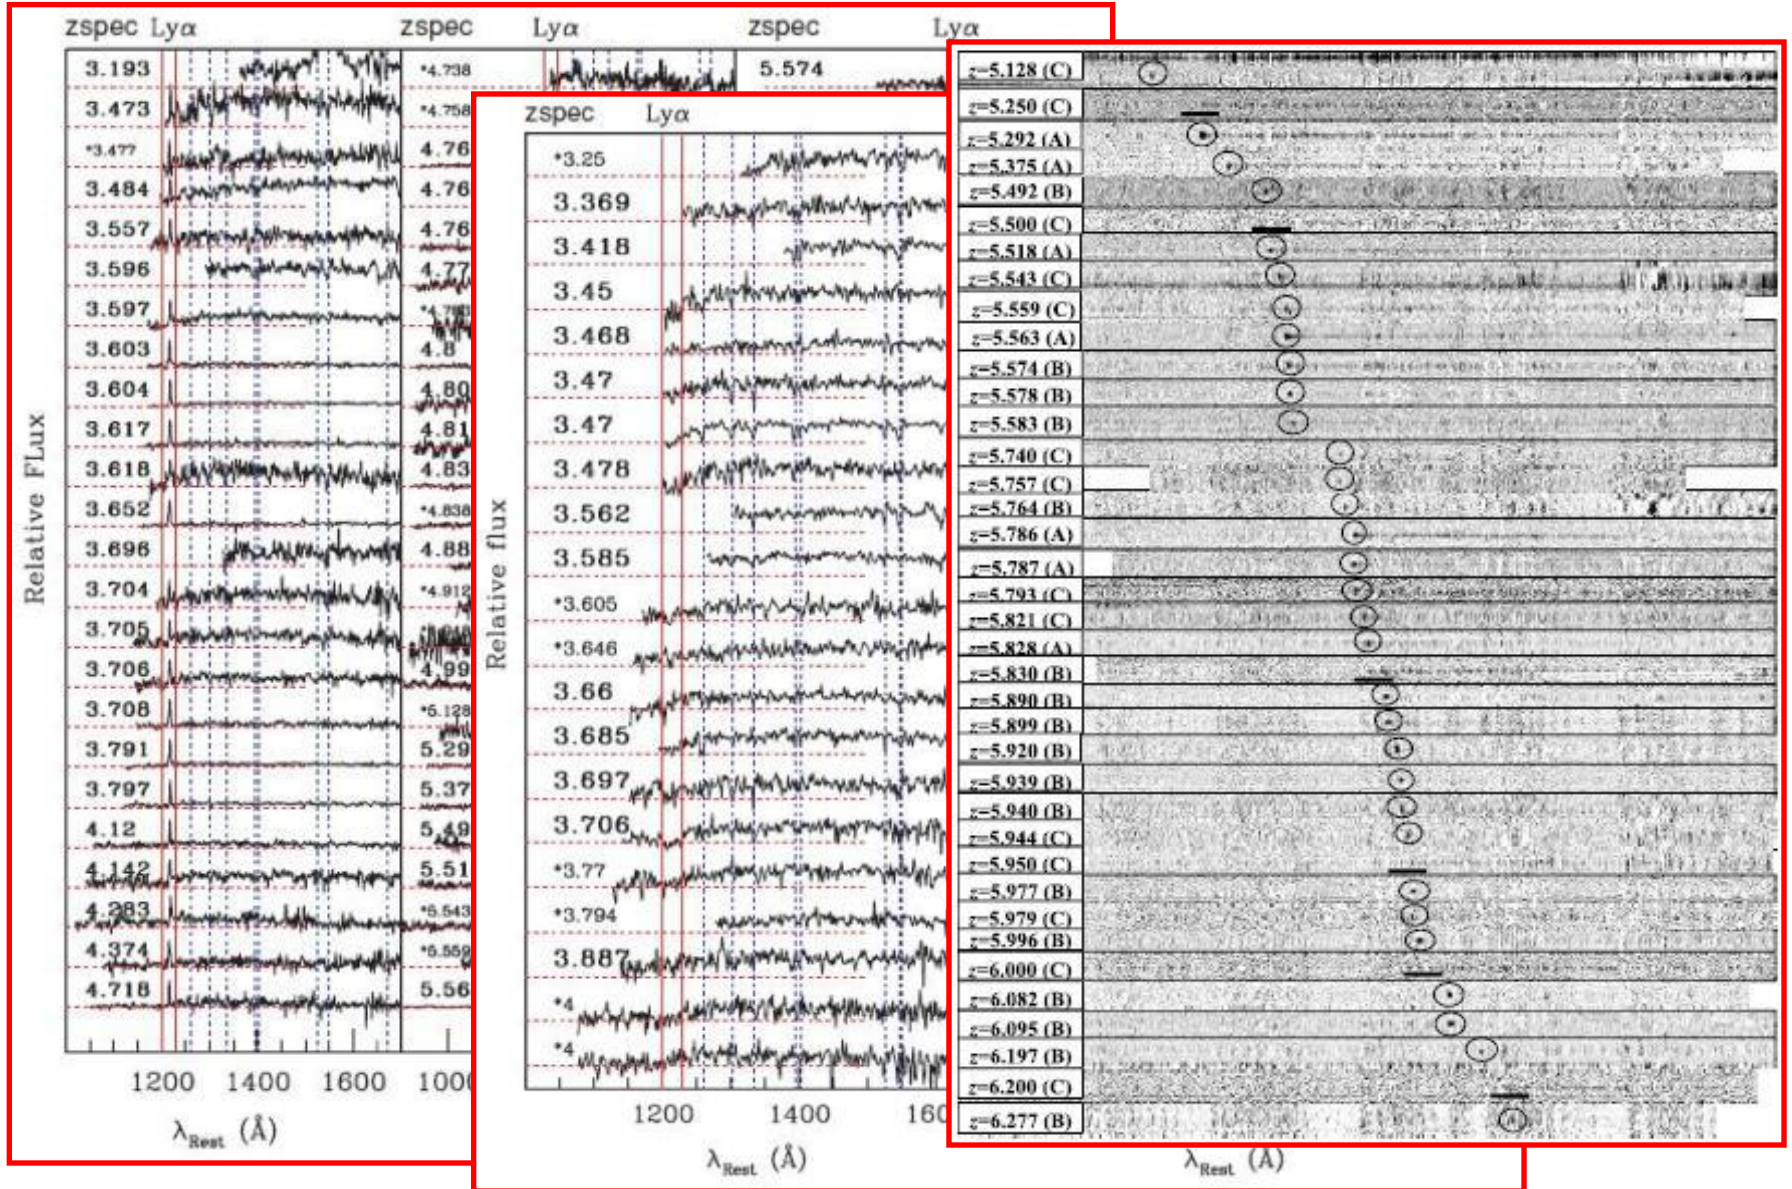 zspec Lyα zspec Lyα zspec Lyα
3.193
3.473
*3.477
3.484
3.557
3.596
3.597
3.603
3.604
3.617
3.618
3.652
3.696
3.704
3.705
3.706
3.708
3.791
3.797
4.12
4.142
4.283
4.374
4.718
Relative FLux
1200 1400 1600
λRest (Å)
*4.738
*4.758
4.76
4.76
4.76
4.77
4.8
4.80
4.81
4.83
*4.838
4.88
*4.912
4.99
*5.128
5.29
5.37
5.49
5.51
*5.543
*5.559
5.56
1000
5.574
zspec Lyα
*3.25
3.369
3.418
3.45
3.468
3.47
3.47
3.478
3.562
3.585
*3.605
*3.646
3.66
3.685
3.697
3.706
*3.77
*3.794
3.887
*4
*4
Relative flux
1200 1400 160
λRest (Å)
λRest (Å)
z=5.128 (C)
z=5.250 (C)
z=5.292 (A)
z=5.375 (A)
z=5.492 (B)
z=5.500 (C)
z=5.518 (A)
z=5.543 (C)
z=5.559 (C)
z=5.563 (A)
z=5.574 (B)
z=5.578 (B)
z=5.583 (B)
z=5.740 (C)
z=5.757 (C)
z=5.764 (B)
z=5.786 (A)
z=5.787 (A)
z=5.793 (C)
z=5.821 (C)
z=5.828 (A)
z=5.830 (B)
z=5.890 (B)
z=5.899 (B)
z=5.920 (B)
z=5.939 (B)
z=5.940 (B)
z=5.944 (C)
z=5.950 (C)
z=5.977 (B)
z=5.979 (C)
z=5.996 (B)
z=6.000 (C)
z=6.082 (B)
z=6.095 (B)
z=6.197 (B)
z=6.200 (C)
z=6.277 (B)